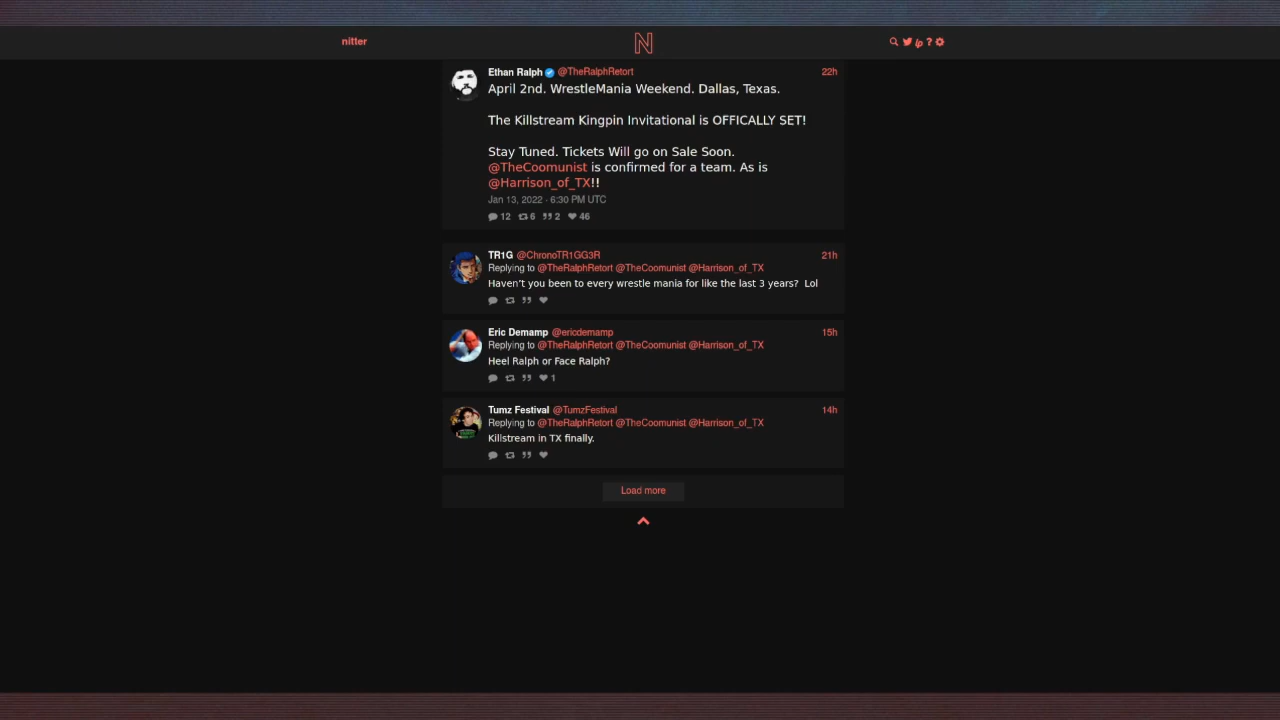 nitter
N
Ethan Ralph @TheRalphRetort 22h
April 2nd. WrestleMania Weekend. Dallas, Texas.
The Killstream Kingpin Invitational is OFFICALLY SET!
Stay Tuned. Tickets Will go on Sale Soon.
@TheCoomunist is confirmed for a team. As is
@Harrison_of_TX!!
Jan 13, 2022 · 6:30 PM UTC
12 6 2 46
TR1G @ChronoTR1GG3R 21h
Replying to @TheRalphRetort @TheCoomunist @Harrison_of_TX
Haven't you been to every wrestle mania for like the last 3 years? Lol
Eric Demamp @ericdemamp 15h
Replying to @TheRalphRetort @TheCoomunist @Harrison_of_TX
Heel Ralph or Face Ralph?
1
Tumz Festival @TumzFestival 14h
Replying to @TheRalphRetort @TheCoomunist @Harrison_of_TX
Killstream in TX finally.
Load more